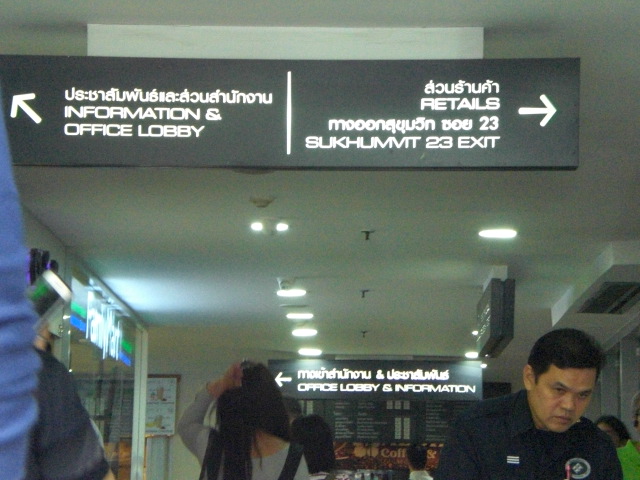 ประชาสัมพันธ์และส่วนสำนักงาน
INFORMATION &
OFFICE LOBBY
ส่วนร้านค้า
RETAILS
ทางออกสุขุมวิท ซอย 23
SUKHUMVIT 23 EXIT
ทางเข้าสำนักงาน & ประชาสัมพันธ์
OFFICE LOBBY & INFORMATION
Coffee &